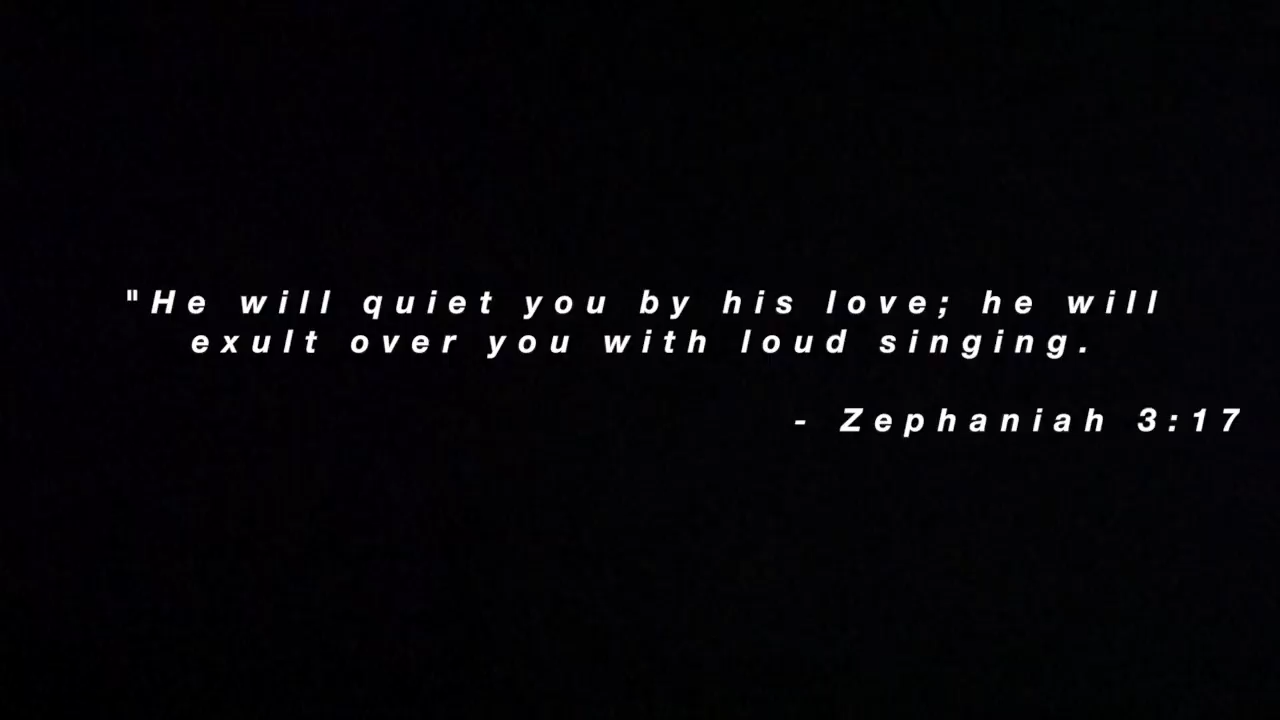 "He will quiet you by his love; he will
exult over you with loud singing.
- Zephaniah 3:17